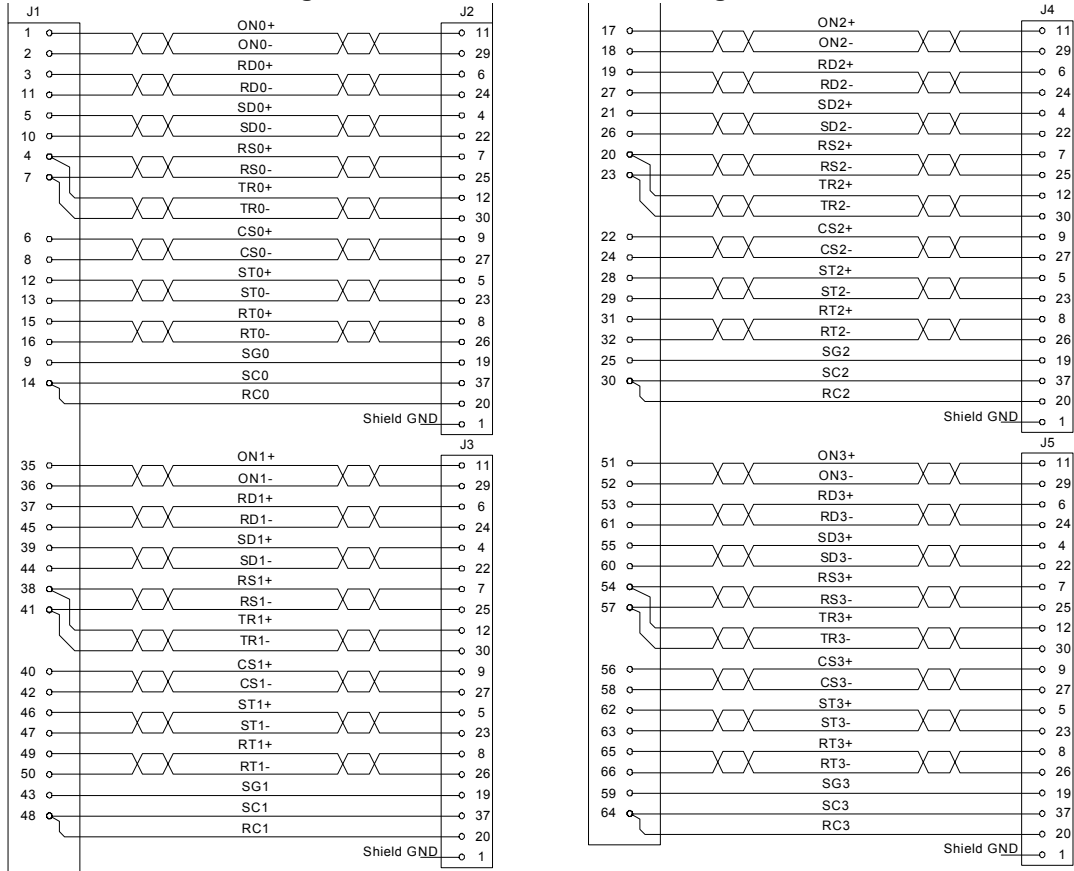 J1 J2
1 ON0+ 11
2 ON0- 29
3 RD0+ 6
11 RD0- 24
5 SD0+ 4
10 SD0- 22
4 RS0+ 7
7 RS0- 25
TR0+ 12
TR0- 30
6 CS0+ 9
8 CS0- 27
12 ST0+ 5
13 ST0- 23
15 RT0+ 8
16 RT0- 26
9 SG0 19
14 SC0 37
RC0 20
Shield GND 1
J3
35 ON1+ 11
36 ON1- 29
37 RD1+ 6
45 RD1- 24
39 SD1+ 4
44 SD1- 22
38 RS1+ 7
41 RS1- 25
TR1+ 12
TR1- 30
40 CS1+ 9
42 CS1- 27
46 ST1+ 5
47 ST1- 23
49 RT1+ 8
50 RT1- 26
43 SG1 19
48 SC1 37
RC1 20
Shield GND 1
J4
17 ON2+ 11
18 ON2- 29
19 RD2+ 6
27 RD2- 24
21 SD2+ 4
26 SD2- 22
20 RS2+ 7
23 RS2- 25
TR2+ 12
TR2- 30
22 CS2+ 9
24 CS2- 27
28 ST2+ 5
29 ST2- 23
31 RT2+ 8
32 RT2- 26
25 SG2 19
30 SC2 37
RC2 20
Shield GND 1
J5
51 ON3+ 11
52 ON3- 29
53 RD3+ 6
61 RD3- 24
55 SD3+ 4
60 SD3- 22
54 RS3+ 7
57 RS3- 25
TR3+ 12
TR3- 30
56 CS3+ 9
58 CS3- 27
62 ST3+ 5
63 ST3- 23
65 RT3+ 8
66 RT3- 26
59 SG3 19
64 SC3 37
RC3 20
Shield GND 1